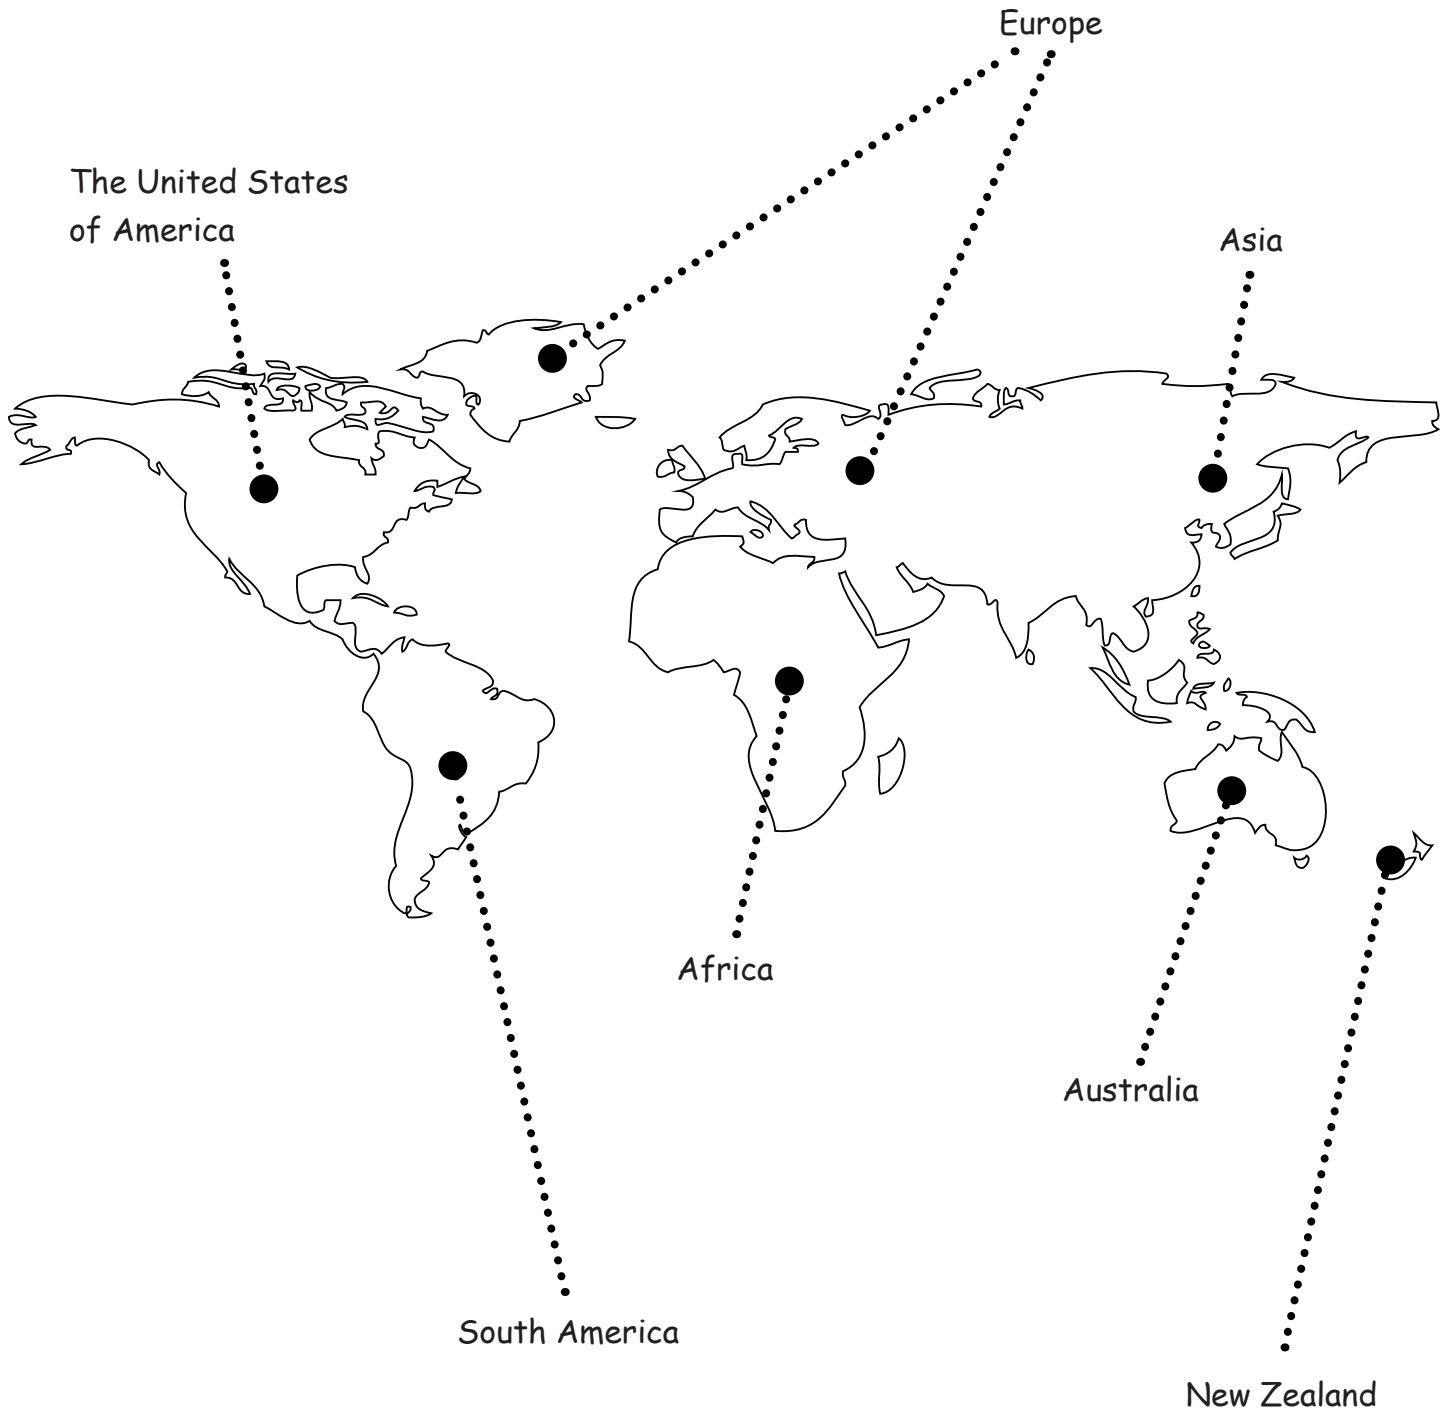 Europe
The United States
of America
Asia
Africa
Australia
South America
New Zealand